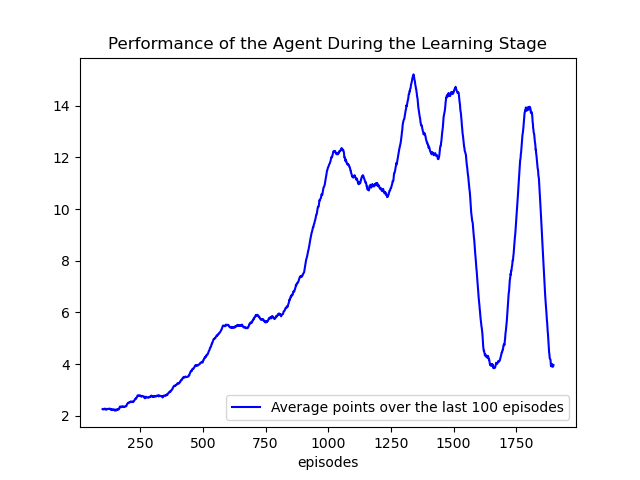 Performance of the Agent During the Learning Stage
14
12
10
8
6
4
2
Average points over the last 100 episodes
250 500 750 1000 1250 1500 1750
episodes